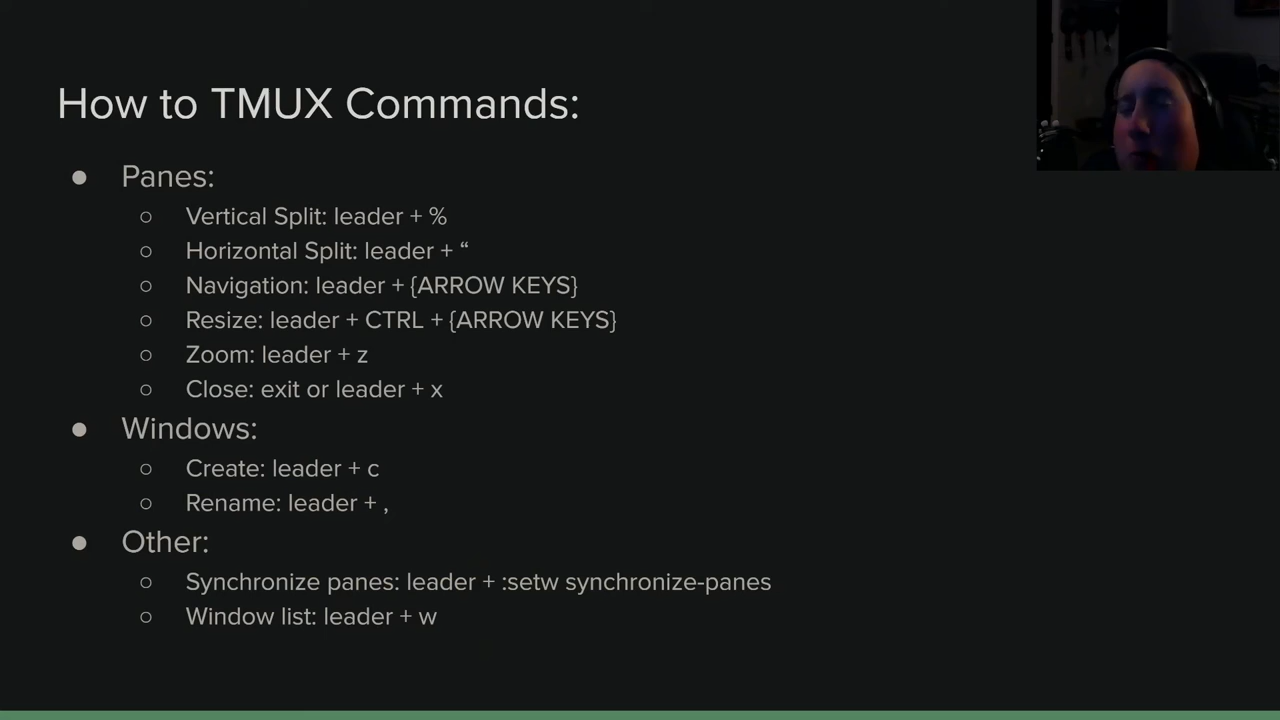 How to TMUX Commands:
● Panes:
○ Vertical Split: leader + %
○ Horizontal Split: leader + “
○ Navigation: leader + {ARROW KEYS}
○ Resize: leader + CTRL + {ARROW KEYS}
○ Zoom: leader + z
○ Close: exit or leader + x
● Windows:
○ Create: leader + c
○ Rename: leader + ,
● Other:
○ Synchronize panes: leader + :setw synchronize-panes
○ Window list: leader + w